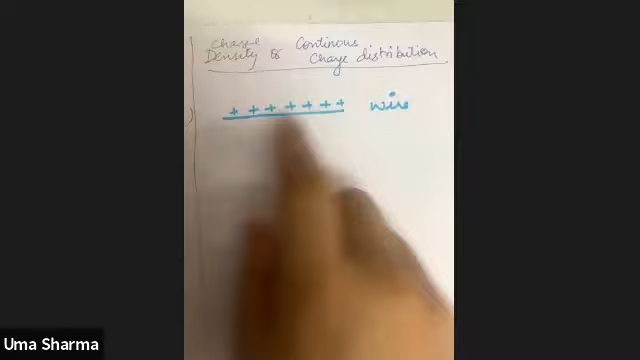 Charge
Density & Continous
Charge distribution
+ + + + + + + wire
Uma Sharma